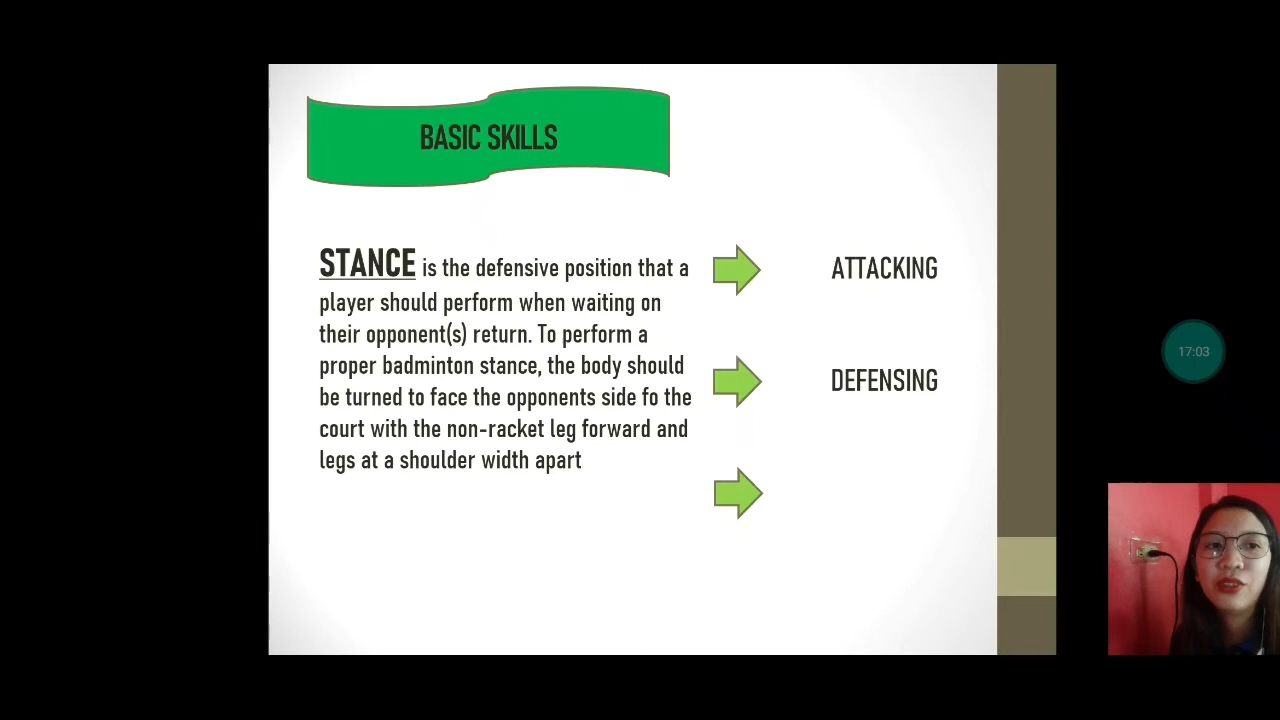 BASIC SKILLS
STANCE is the defensive position that a
player should perform when waiting on
their opponent(s) return. To perform a
proper badminton stance, the body should
be turned to face the opponents side fo the
court with the non-racket leg forward and
legs at a shoulder width apart
ATTACKING
DEFENSING
17:03